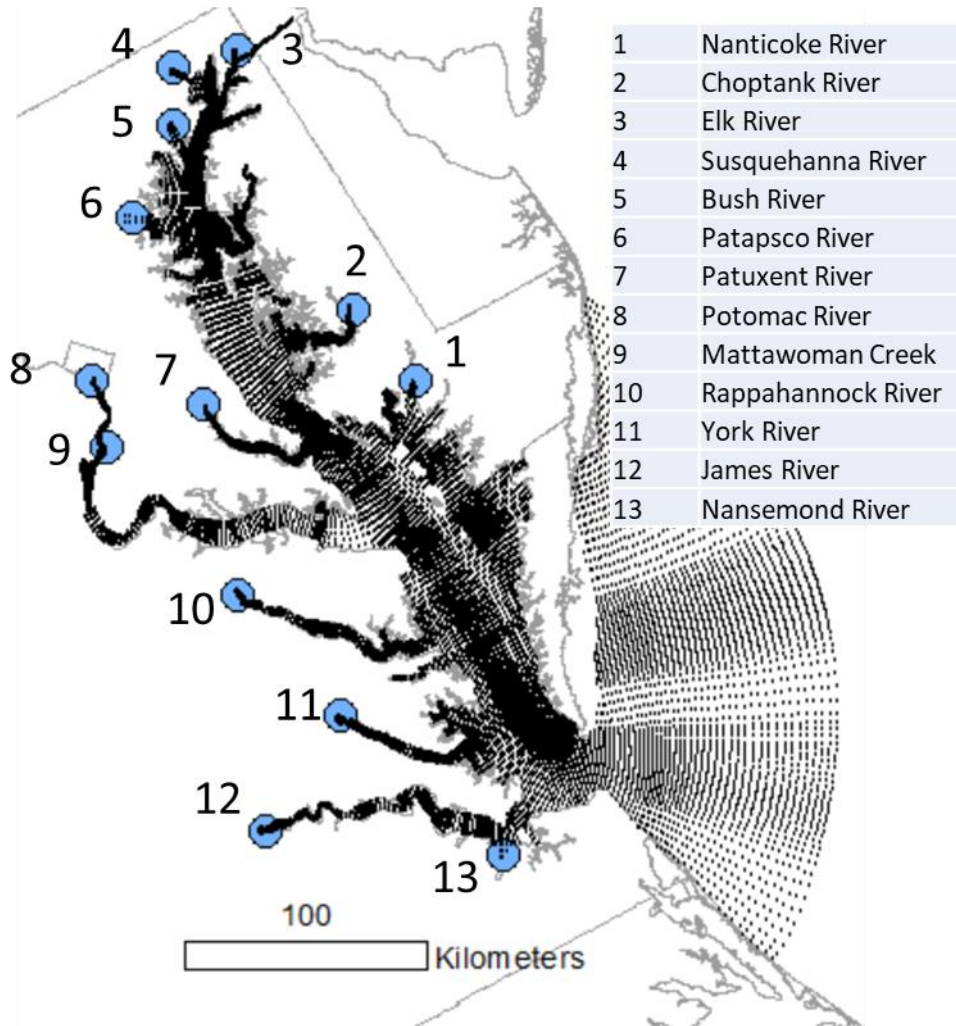 1 Nanticoke River
2 Choptank River
3 Elk River
4 Susquehanna River
5 Bush River
6 Patapsco River
7 Patuxent River
8 Potomac River
9 Mattawoman Creek
10 Rappahannock River
11 York River
12 James River
13 Nansemond River
4
3
5
6
2
1
8
7
9
10
11
12
13
100
Kilometers